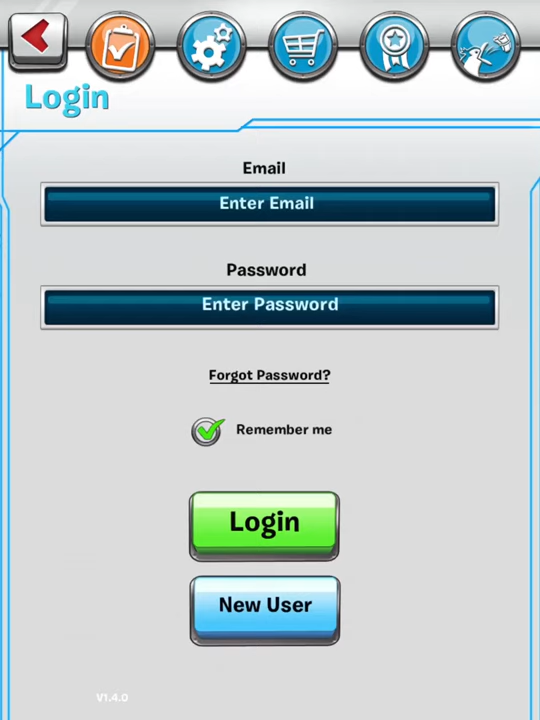 Login
Email
Enter Email
Password
Enter Password
Forgot Password?
Remember me
Login
New User
V1.4.0